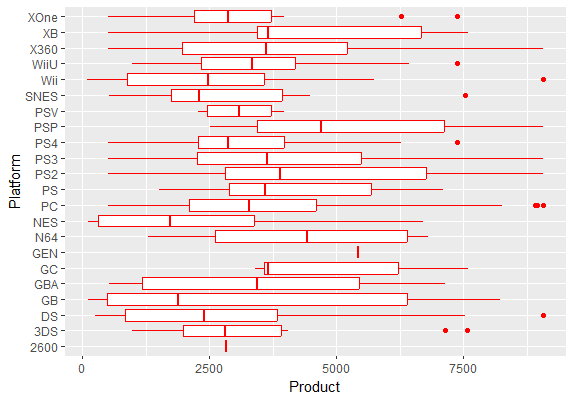 XOne
XB
X360
WiiU
Wii
SNES
PSV
PSP
PS4
PS3
PS2
PS
PC
NES
N64
GEN
GC
GBA
GB
DS
3DS
2600
Platform
0 2500 5000 7500
Product